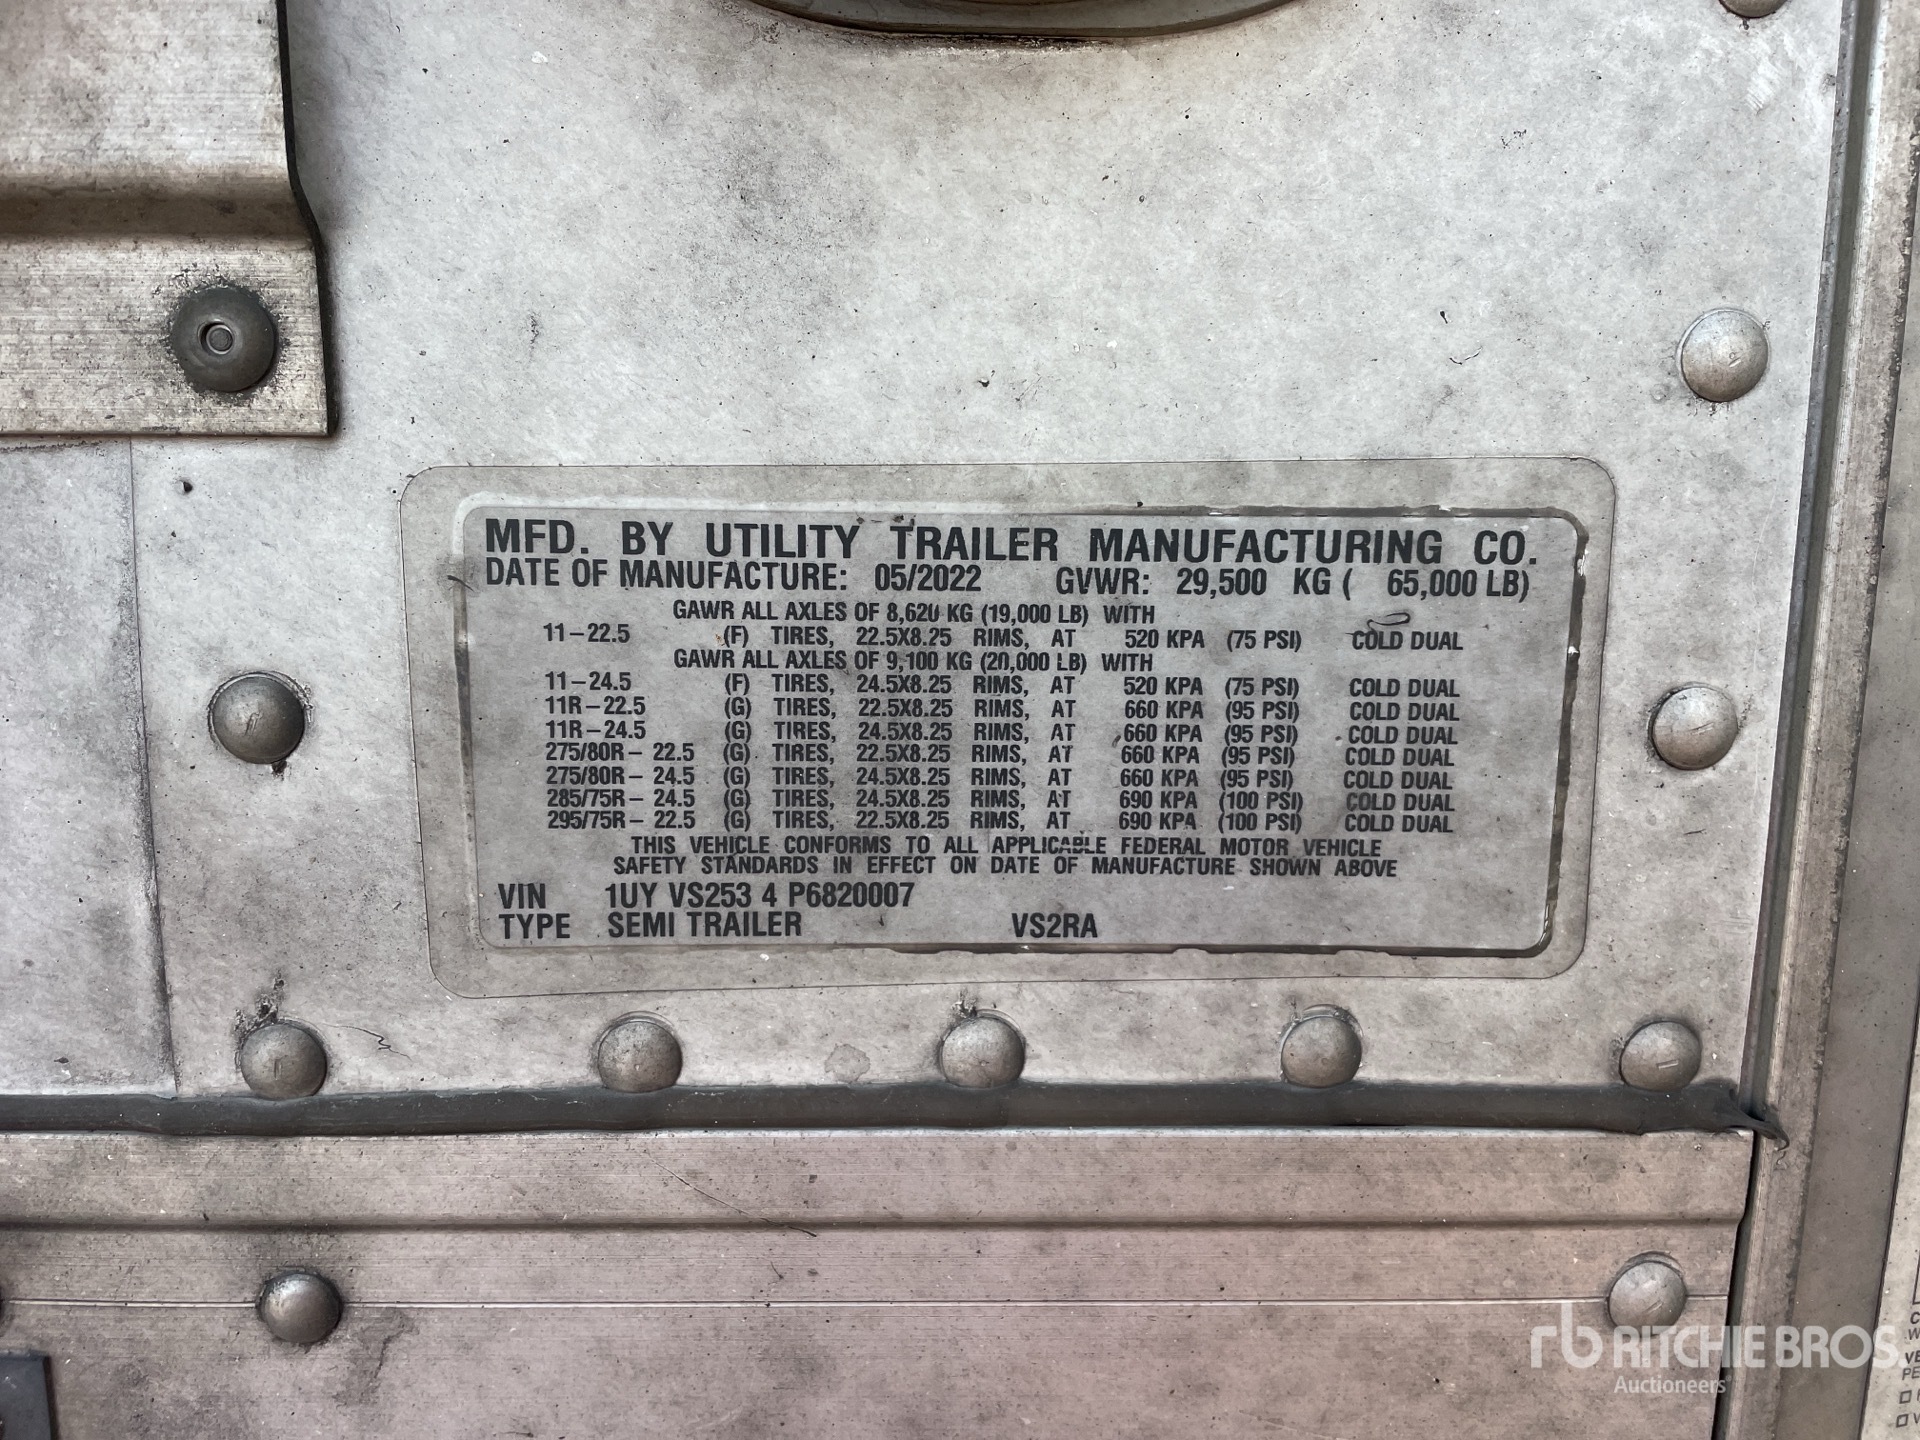 MFD. BY UTILITY TRAILER MANUFACTURING CO.
DATE OF MANUFACTURE: 05/2022 GVWR: 29,500 KG ( 65,000 LB)
GAWR ALL AXLES OF 8,620 KG (19,000 LB) WITH
11-22.5 (F) TIRES, 22.5X8.25 RIMS, AT 520 KPA (75 PSI) COLD DUAL
GAWR ALL AXLES OF 9,100 KG (20,000 LB) WITH
11-24.5 (F) TIRES, 24.5X8.25 RIMS, AT 520 KPA (75 PSI) COLD DUAL
11R-22.5 (G) TIRES, 22.5X8.25 RIMS, AT 660 KPA (95 PSI) COLD DUAL
11R-24.5 (G) TIRES, 24.5X8.25 RIMS, AT 660 KPA (95 PSI) COLD DUAL
275/80R- 22.5 (G) TIRES, 22.5X8.25 RIMS, AT 660 KPA (95 PSI) COLD DUAL
275/80R- 24.5 (G) TIRES, 24.5X8.25 RIMS, AT 660 KPA (95 PSI) COLD DUAL
285/75R- 24.5 (G) TIRES, 24.5X8.25 RIMS, AT 690 KPA (100 PSI) COLD DUAL
295/75R- 22.5 (G) TIRES, 22.5X8.25 RIMS, AT 690 KPA (100 PSI) COLD DUAL
THIS VEHICLE CONFORMS TO ALL APPLICABLE FEDERAL MOTOR VEHICLE
SAFETY STANDARDS IN EFFECT ON DATE OF MANUFACTURE SHOWN ABOVE
VIN 1UY VS253 4 P6820007
TYPE SEMI TRAILER VS2RA
rb RITCHIE BROS.
Auctioneers